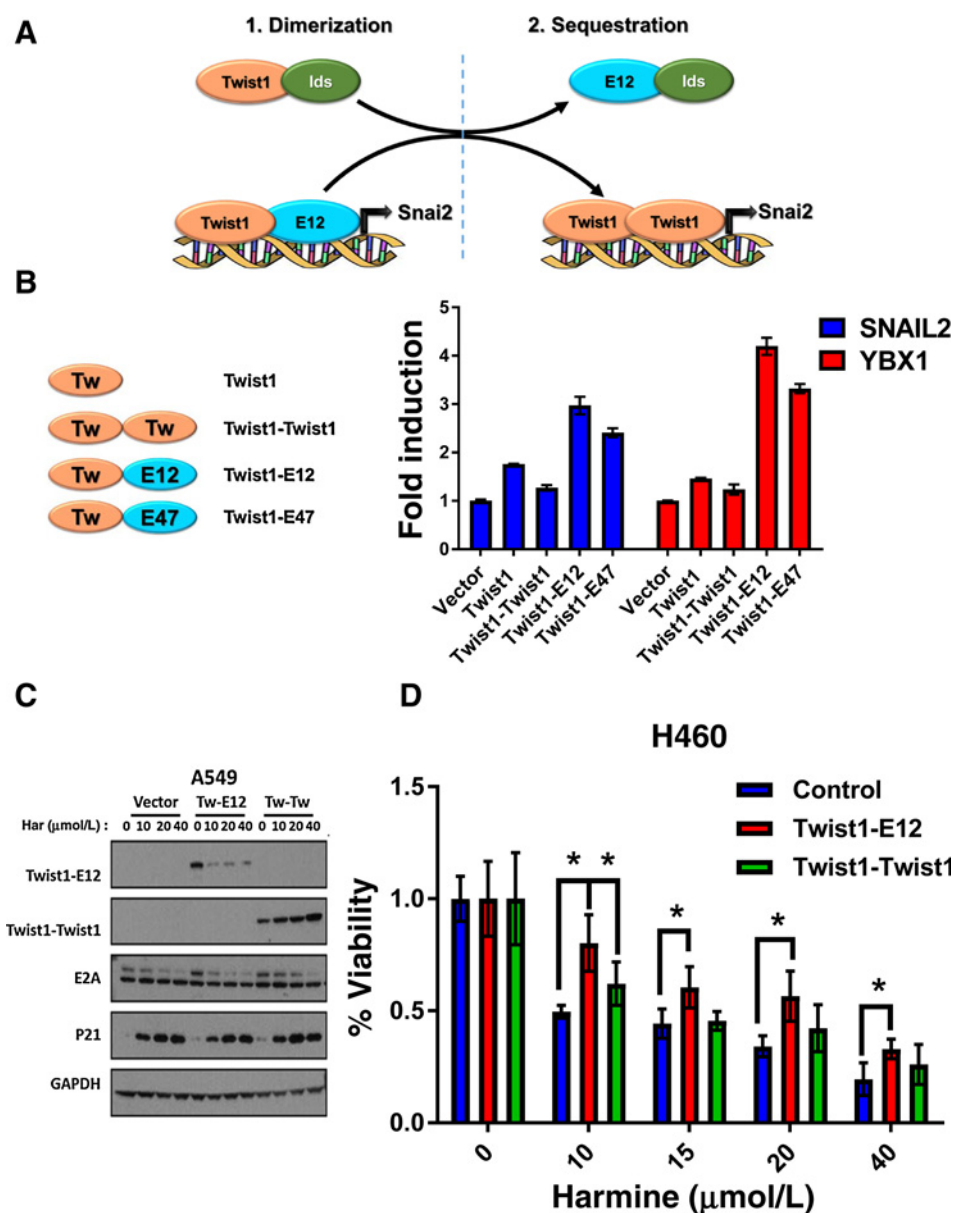 A
1. Dimerization
2. Sequestration
Twist1
Ids
E12
Ids
Twist1
E12
Snai2
Twist1
Twist1
Snai2
B
Tw
Twist1
Tw
Tw
Twist1-Twist1
Tw
E12
Twist1-E12
Tw
E47
Twist1-E47
Fold induction
5
4
3
2
1
0
SNAIL2
YBX1
Vector
Twist1
Twist1-Twist1
Twist1-E12
Twist1-E47
Vector
Twist1
Twist1-Twist1
Twist1-E12
Twist1-E47
C
A549
Vector Tw-E12 Tw-Tw
Har (µmol/L) : 0 10 20 40 0 10 20 40 0 10 20 40
Twist1-E12
Twist1-Twist1
E2A
P21
GAPDH
D
H460
Control
Twist1-E12
Twist1-Twist1
% Viability
1.5
1.0
0.5
0.0
* * * * *
0 10 15 20 40
Harmine (µmol/L)